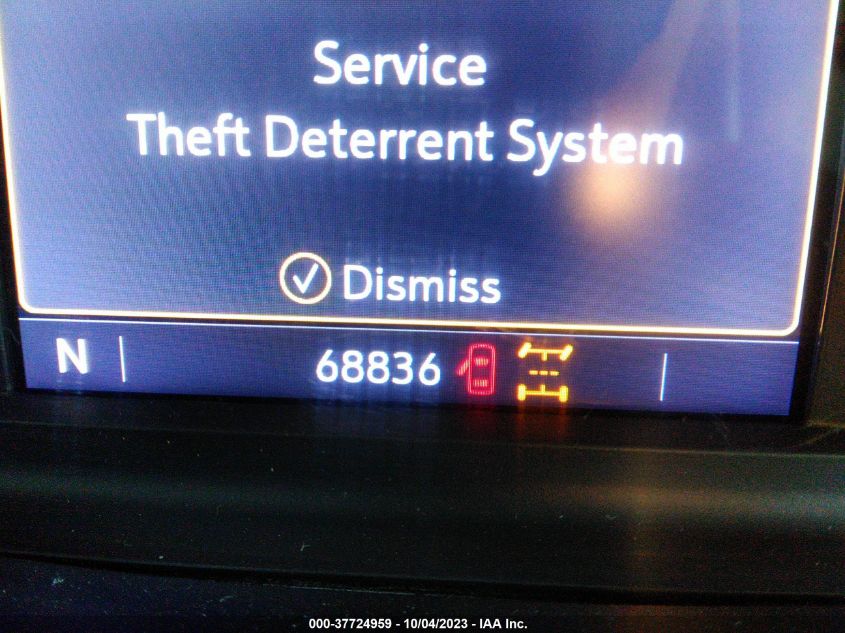 Service
Theft Deterrent System
Dismiss
N 68836
000-37724959 - 10/04/2023 - IAA Inc.